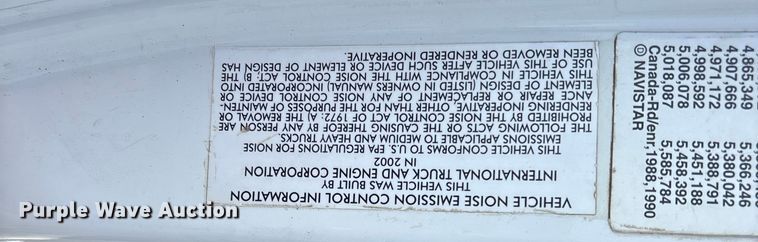 VEHICLE NOISE EMISSION CONTROL INFORMATION
THIS VEHICLE WAS BUILT BY
INTERNATIONAL TRUCK AND ENGINE CORPORATION
IN 2002
THIS VEHICLE CONFORMS TO U.S. EPA REGULATIONS FOR NOISE
EMISSIONS APPLICABLE TO MEDIUM AND HEAVY TRUCKS.
THE FOLLOWING ACTS OR THE CAUSING THEREOF BY ANY PERSON ARE
PROHIBITED BY THE NOISE CONTROL ACT OF 1972: A) THE REMOVAL OR
RENDERING INOPERATIVE, OTHER THAN FOR THE PURPOSES OF MAINTEN-
ANCE REPAIR OR REPLACEMENT OF ANY NOISE CONTROL DEVICE OR
ELEMENT OF DESIGN (LISTED IN OWNERS MANUAL) INCORPORATED INTO
THIS VEHICLE IN COMPLIANCE WITH THE NOISE CONTROL ACT; B) THE
USE OF THIS VEHICLE AFTER SUCH DEVICE OR ELEMENT OF DESIGN HAS
BEEN REMOVED OR RENDERED INOPERATIVE.
4,865,349 5,366,246
4,907,666 5,380,042
4,971,172 5,388,791
4,998,592 5,451,188
5,006,078 5,458,392
5,018,087 5,585,784
Canada-Rd/enr.1988,1990
© NAVISTAR
Purple Wave Auction